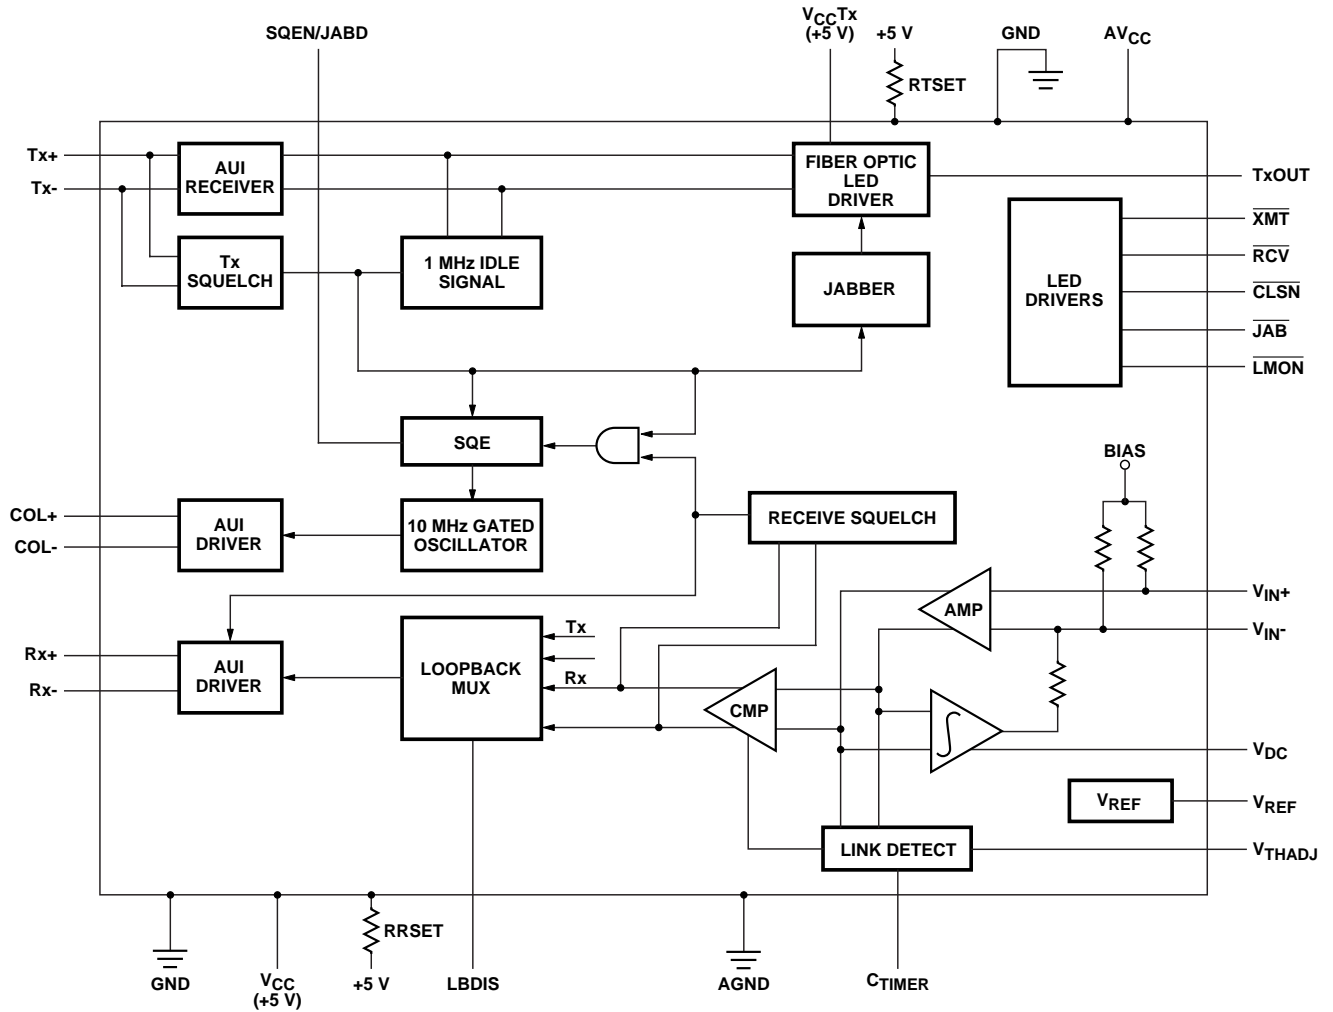 SQEN/JABD
VCCTx
(+5 V)
+5 V
GND
AVCC
RTSET
Tx+
Tx-
AUI
RECEIVER
FIBER OPTIC
LED
DRIVER
TxOUT
XMT
RCV
CLSN
JAB
LMON
LED
DRIVERS
Tx
SQUELCH
1 MHz IDLE
SIGNAL
JABBER
SQE
BIAS
COL+
COL-
AUI
DRIVER
10 MHz GATED
OSCILLATOR
RECEIVE SQUELCH
AMP
VIN+
VIN-
Rx+
Rx-
AUI
DRIVER
LOOPBACK
MUX
Tx
Rx
CMP
∫
VDC
VREF
VREF
LINK DETECT
VTHADJ
RRSET
GND
VCC
(+5 V)
+5 V
LBDIS
AGND
CTIMER